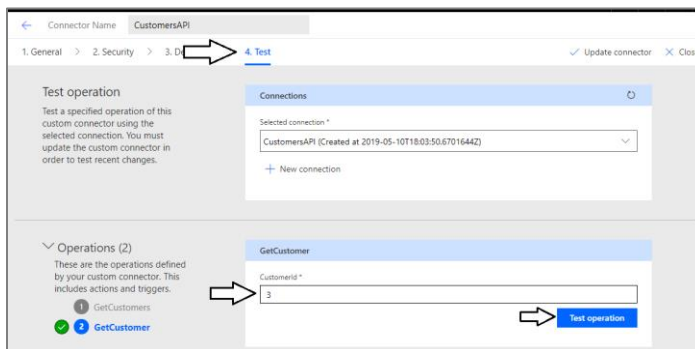 Connector Name CustomersAPI
1. General > 2. Security > 3. D 4. Test Update connector Clos
Test operation
Test a specified operation of this
custom connector using the
selected connection. You must
update the custom connector in
order to test recent changes.
Connections
Selected connection *
CustomersAPI (Created at 2019-05-10T18:03:50.6701644Z)
+ New connection
Operations (2)
These are the operations defined
by your custom connector. This
includes actions and triggers.
1 GetCustomers
2 GetCustomer
GetCustomer
CustomerId *
3
Test operation